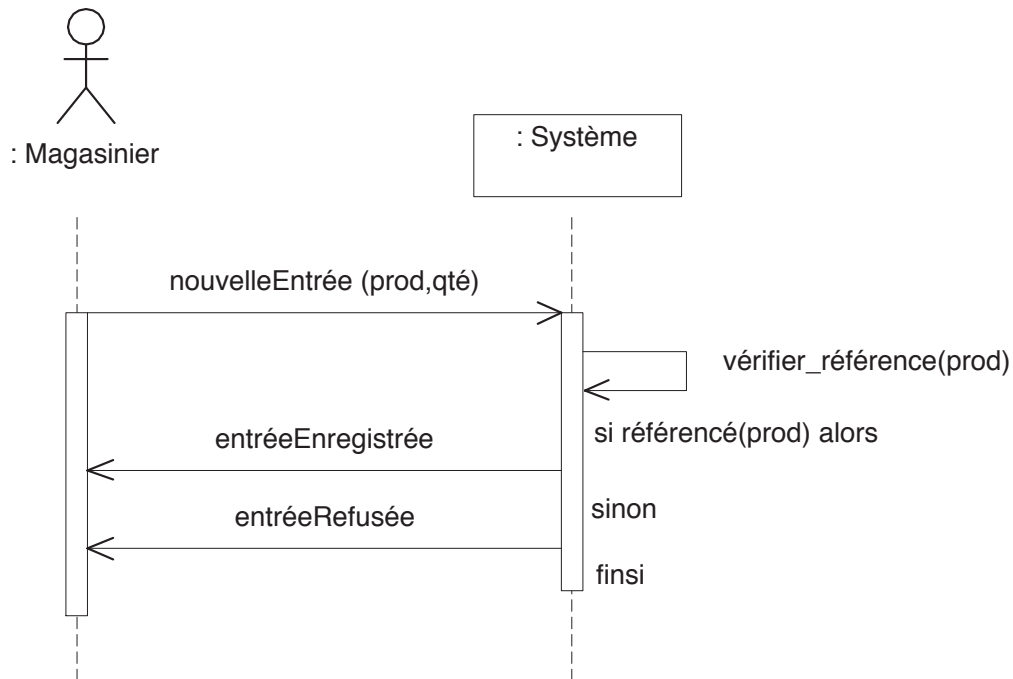 : Magasinier
: Système
nouvelleEntrée (prod,qté)
vérifier_référence(prod)
si référencé(prod) alors
entréeEnregistrée
sinon
entréeRefusée
finsi